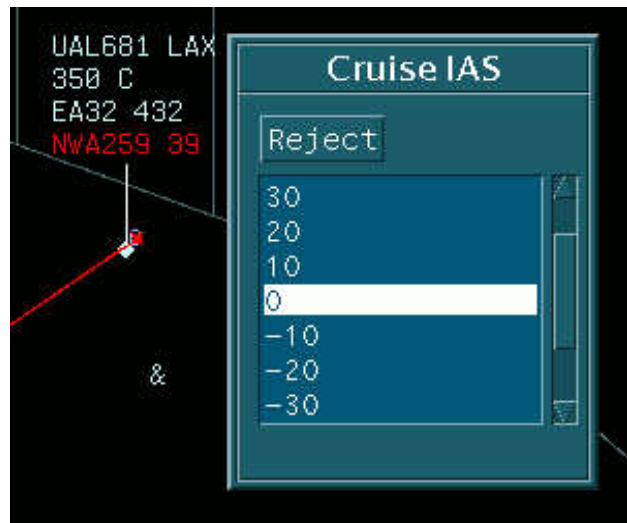 UAL681 LAX
350 C
EA32 432
NWA259 39
&
Cruise IAS
Reject
30
20
10
0
-10
-20
-30